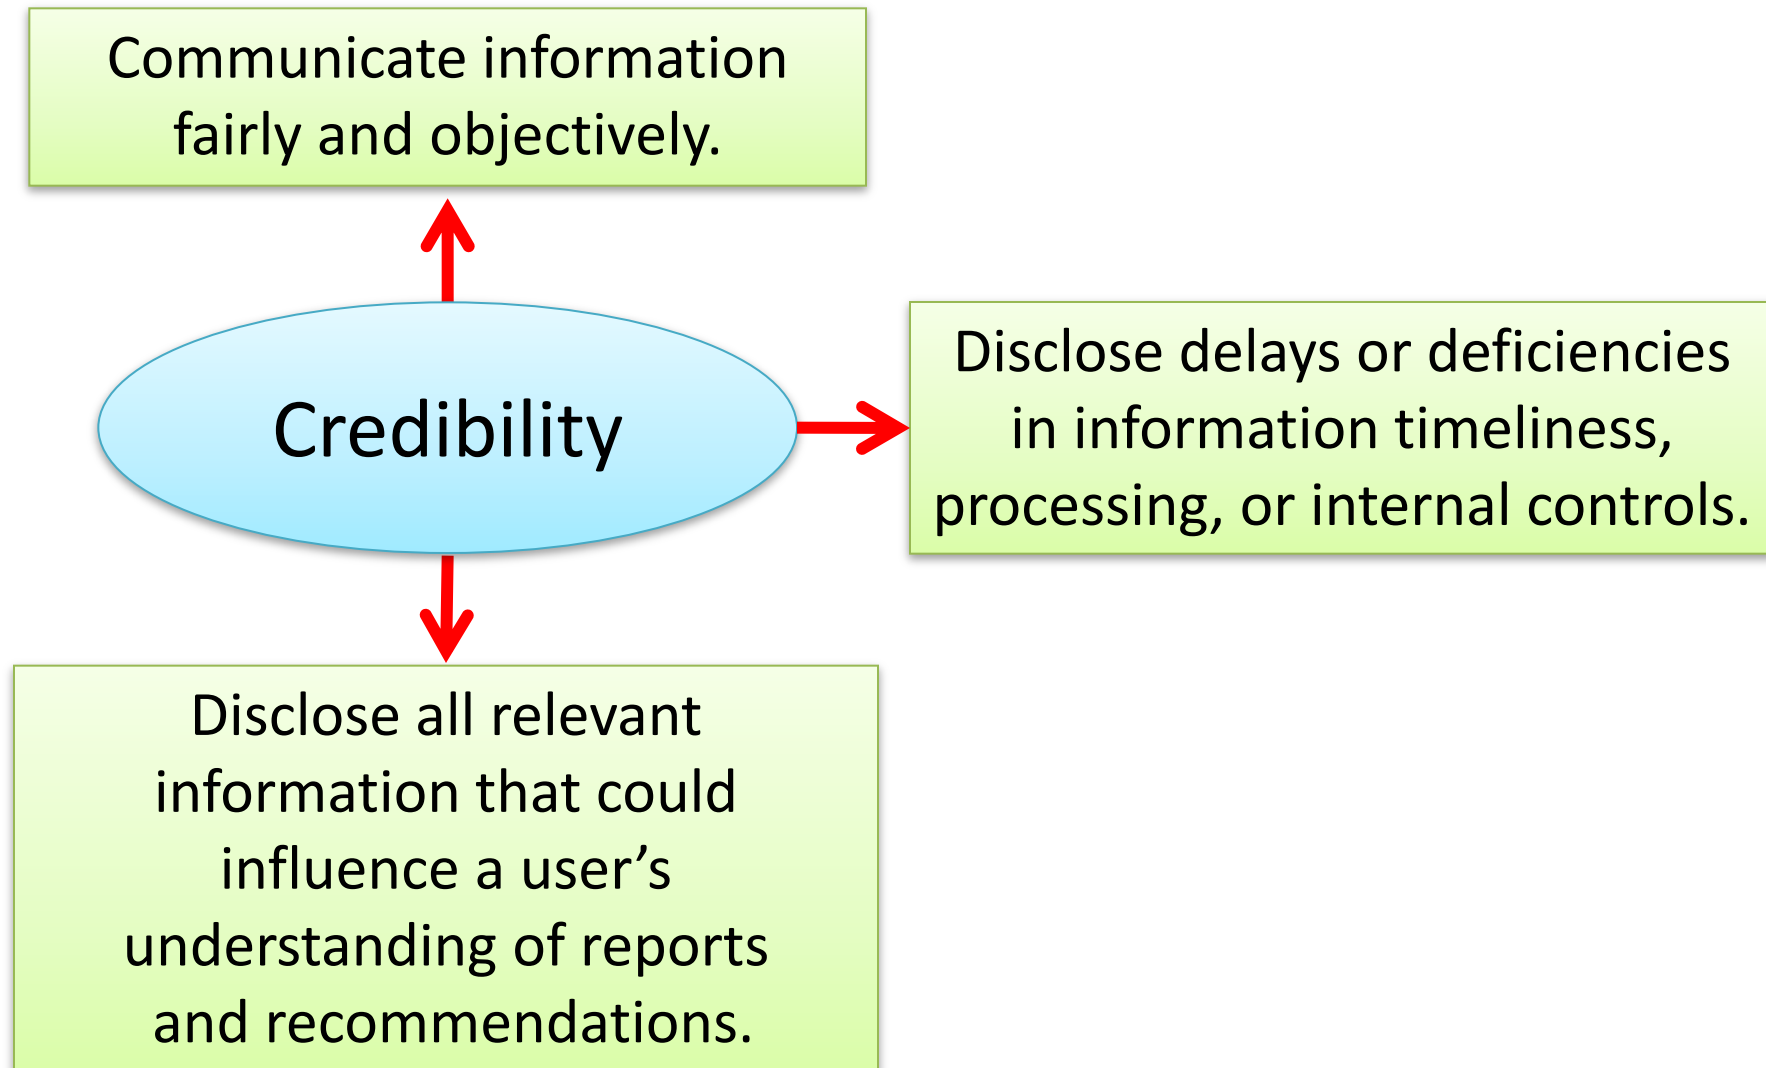 Communicate information
fairly and objectively.
Credibility
Disclose delays or deficiencies
in information timeliness,
processing, or internal controls.
Disclose all relevant
information that could
influence a user’s
understanding of reports
and recommendations.